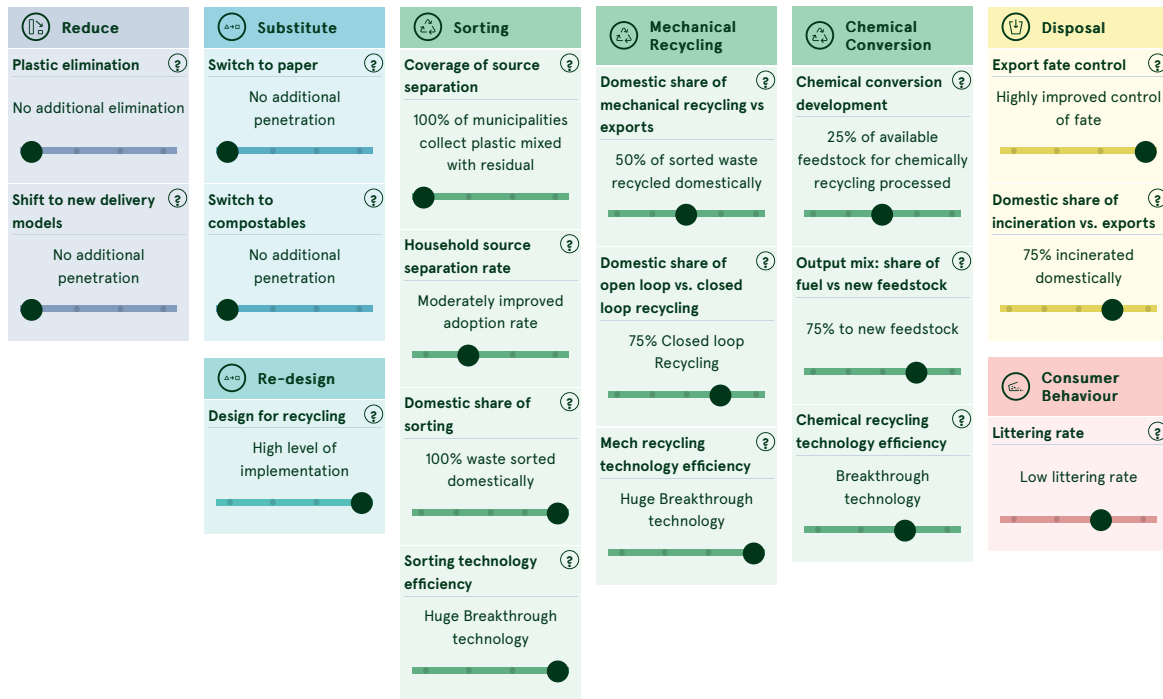 Reduce
Plastic elimination
?
No additional elimination
Shift to new delivery
models
?
No additional
penetration
Substitute
Switch to paper
?
No additional
penetration
Switch to
compostables
?
No additional
penetration
Re-design
Design for recycling
?
High level of
implementation
Sorting
Coverage of source
separation
?
100% of municipalities
collect plastic mixed
with residual
Household source
separation rate
?
Moderately improved
adoption rate
Domestic share of
sorting
?
100% waste sorted
domestically
Sorting technology
efficiency
?
Huge Breakthrough
technology
Mechanical
Recycling
Domestic share of
mechanical recycling vs
exports
?
50% of sorted waste
recycled domestically
Domestic share of
open loop vs. closed
loop recycling
?
75% Closed loop
Recycling
Mech recycling
technology efficiency
?
Huge Breakthrough
technology
Chemical
Conversion
Chemical conversion
development
?
25% of available
feedstock for chemically
recycling processed
Output mix: share of
fuel vs new feedstock
?
75% to new feedstock
Chemical recycling
technology efficiency
?
Breakthrough
technology
Disposal
Export fate control
?
Highly improved control
of fate
Domestic share of
incineration vs. exports
?
75% incinerated
domestically
Consumer
Behaviour
Littering rate
?
Low littering rate